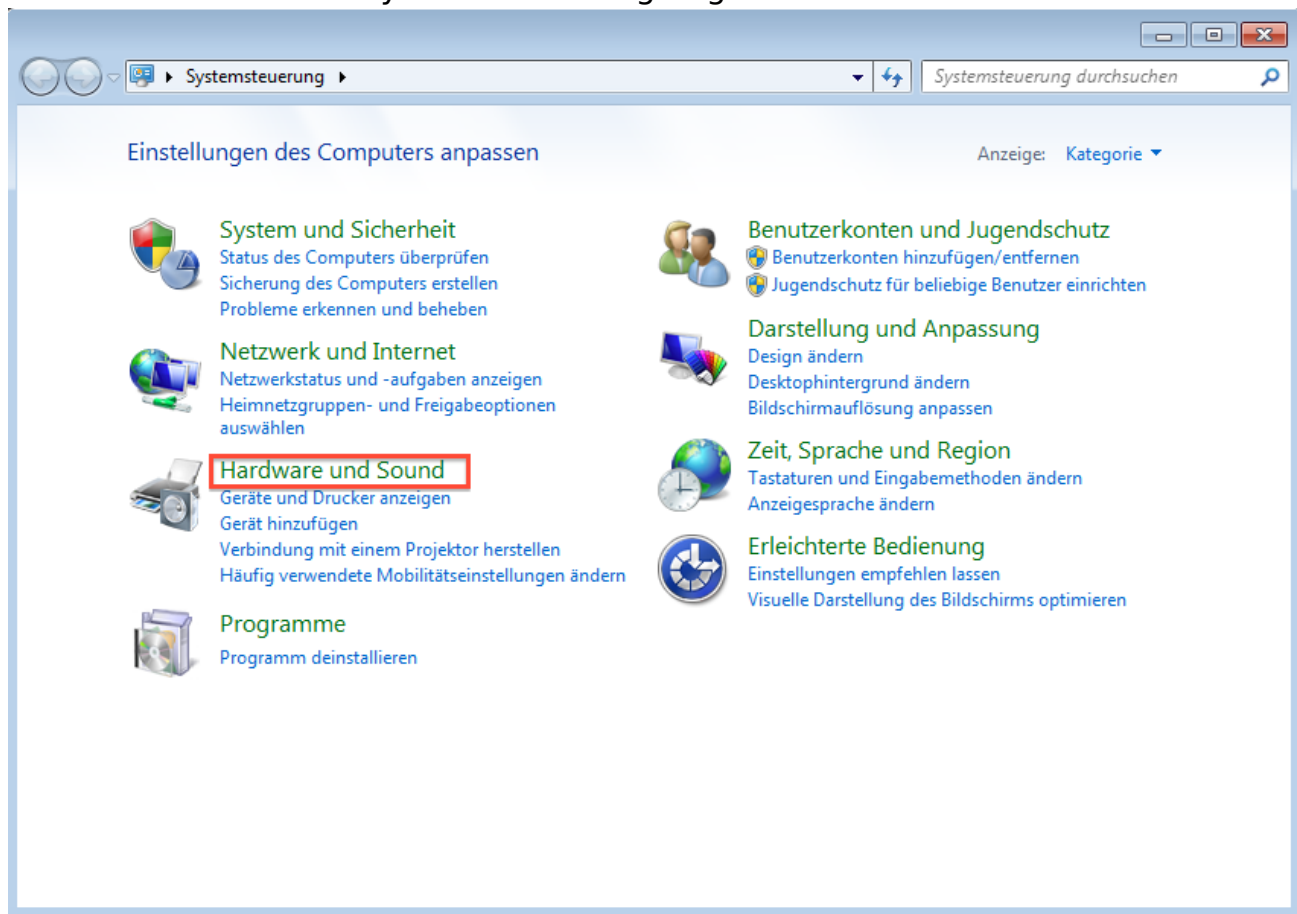 Systemsteuerung
Systemsteuerung durchsuchen
Einstellungen des Computers anpassen
Anzeige: Kategorie
System und Sicherheit
Status des Computers überprüfen
Sicherung des Computers erstellen
Probleme erkennen und beheben
Netzwerk und Internet
Netzwerkstatus und -aufgaben anzeigen
Heimnetzgruppen- und Freigabeoptionen
auswählen
Hardware und Sound
Geräte und Drucker anzeigen
Gerät hinzufügen
Verbindung mit einem Projektor herstellen
Häufig verwendete Mobilitätseinstellungen ändern
Programme
Programm deinstallieren
Benutzerkonten und Jugendschutz
Benutzerkonten hinzufügen/entfernen
Jugendschutz für beliebige Benutzer einrichten
Darstellung und Anpassung
Design ändern
Desktophintergrund ändern
Bildschirmauflösung anpassen
Zeit, Sprache und Region
Tastaturen und Eingabemethoden ändern
Anzeigesprache ändern
Erleichterte Bedienung
Einstellungen empfehlen lassen
Visuelle Darstellung des Bildschirms optimieren